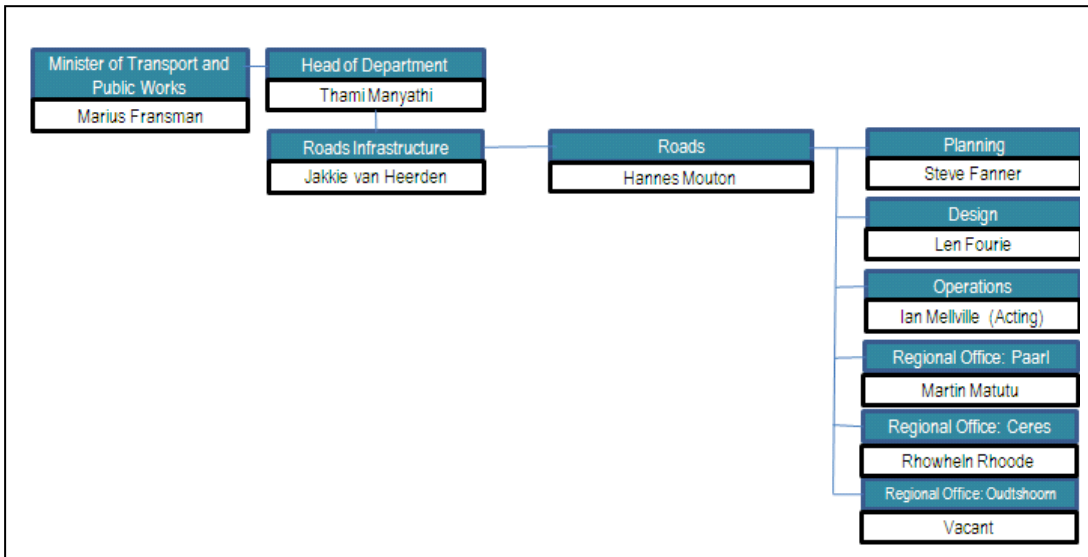 Minister of Transport and
Public Works
Marius Fransman
Head of Department
Thami Manyathi
Roads Infrastructure
Jakkie van Heerden
Roads
Hannes Mouton
Planning
Steve Fanner
Design
Len Fourie
Operations
Ian Mellville (Acting)
Regional Office: Paarl
Martin Matutu
Regional Office: Ceres
Rhowheln Rhoode
Regional Office: Oudtshoorn
Vacant